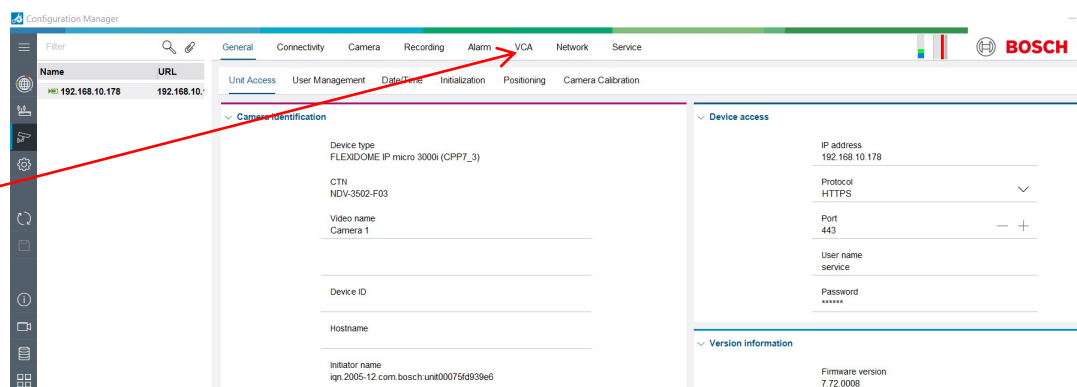 Configuration Manager
Filter
General Connectivity Camera Recording Alarm VCA Network Service
BOSCH
Name URL
192.168.10.178 192.168.10.
Unit Access User Management Date/Time Initialization Positioning Camera Calibration
Camera identification
Device type
FLEXIDOME IP micro 3000i (CPP7_3)
CTN
NDV-3502-F03
Video name
Camera 1
Device ID
Hostname
Initiator name
iqn.2005-12.com.bosch:unit00075fd939e6
Device access
IP address
192.168.10.178
Protocol
HTTPS
Port
443
User name
service
Password
******
Version information
Firmware version
7.72.0008